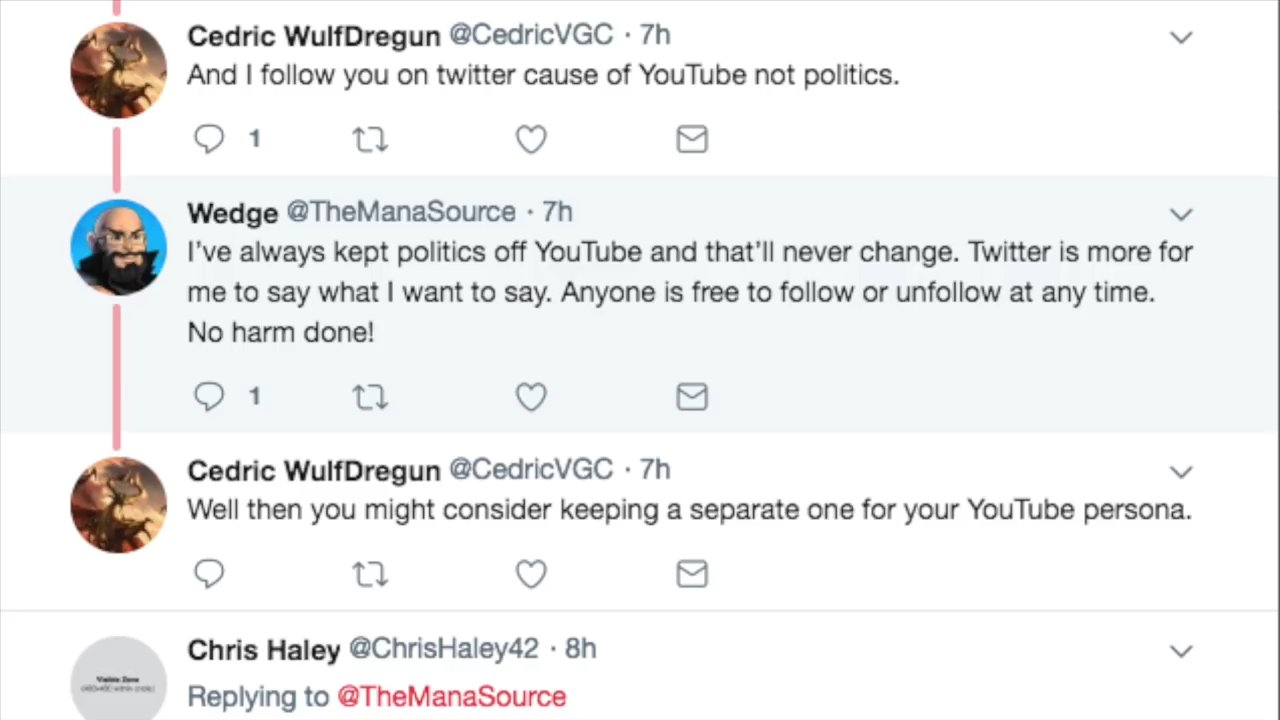 Cedric WulfDregun @CedricVGC · 7h
And I follow you on twitter cause of YouTube not politics.
1
Wedge @TheManaSource · 7h
I've always kept politics off YouTube and that'll never change. Twitter is more for
me to say what I want to say. Anyone is free to follow or unfollow at any time.
No harm done!
1
Cedric WulfDregun @CedricVGC · 7h
Well then you might consider keeping a separate one for your YouTube persona.
Chris Haley @ChrisHaley42 · 8h
Visible Zone
Replying to @TheManaSource